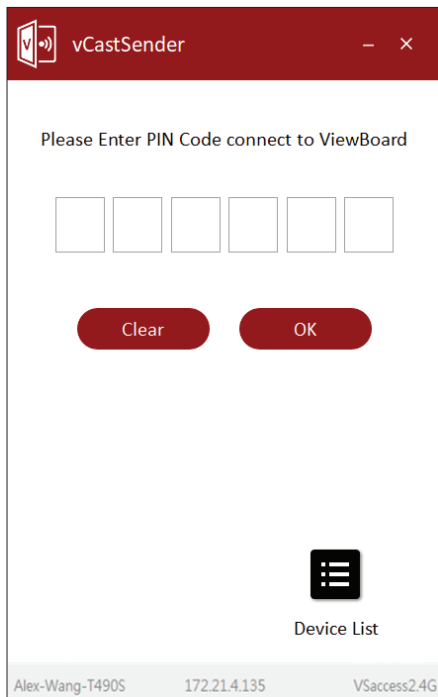 vCastSender
Please Enter PIN Code connect to ViewBoard
Clear OK
Device List
Alex-Wang-T490S 172.21.4.135 VSaccess2.4G